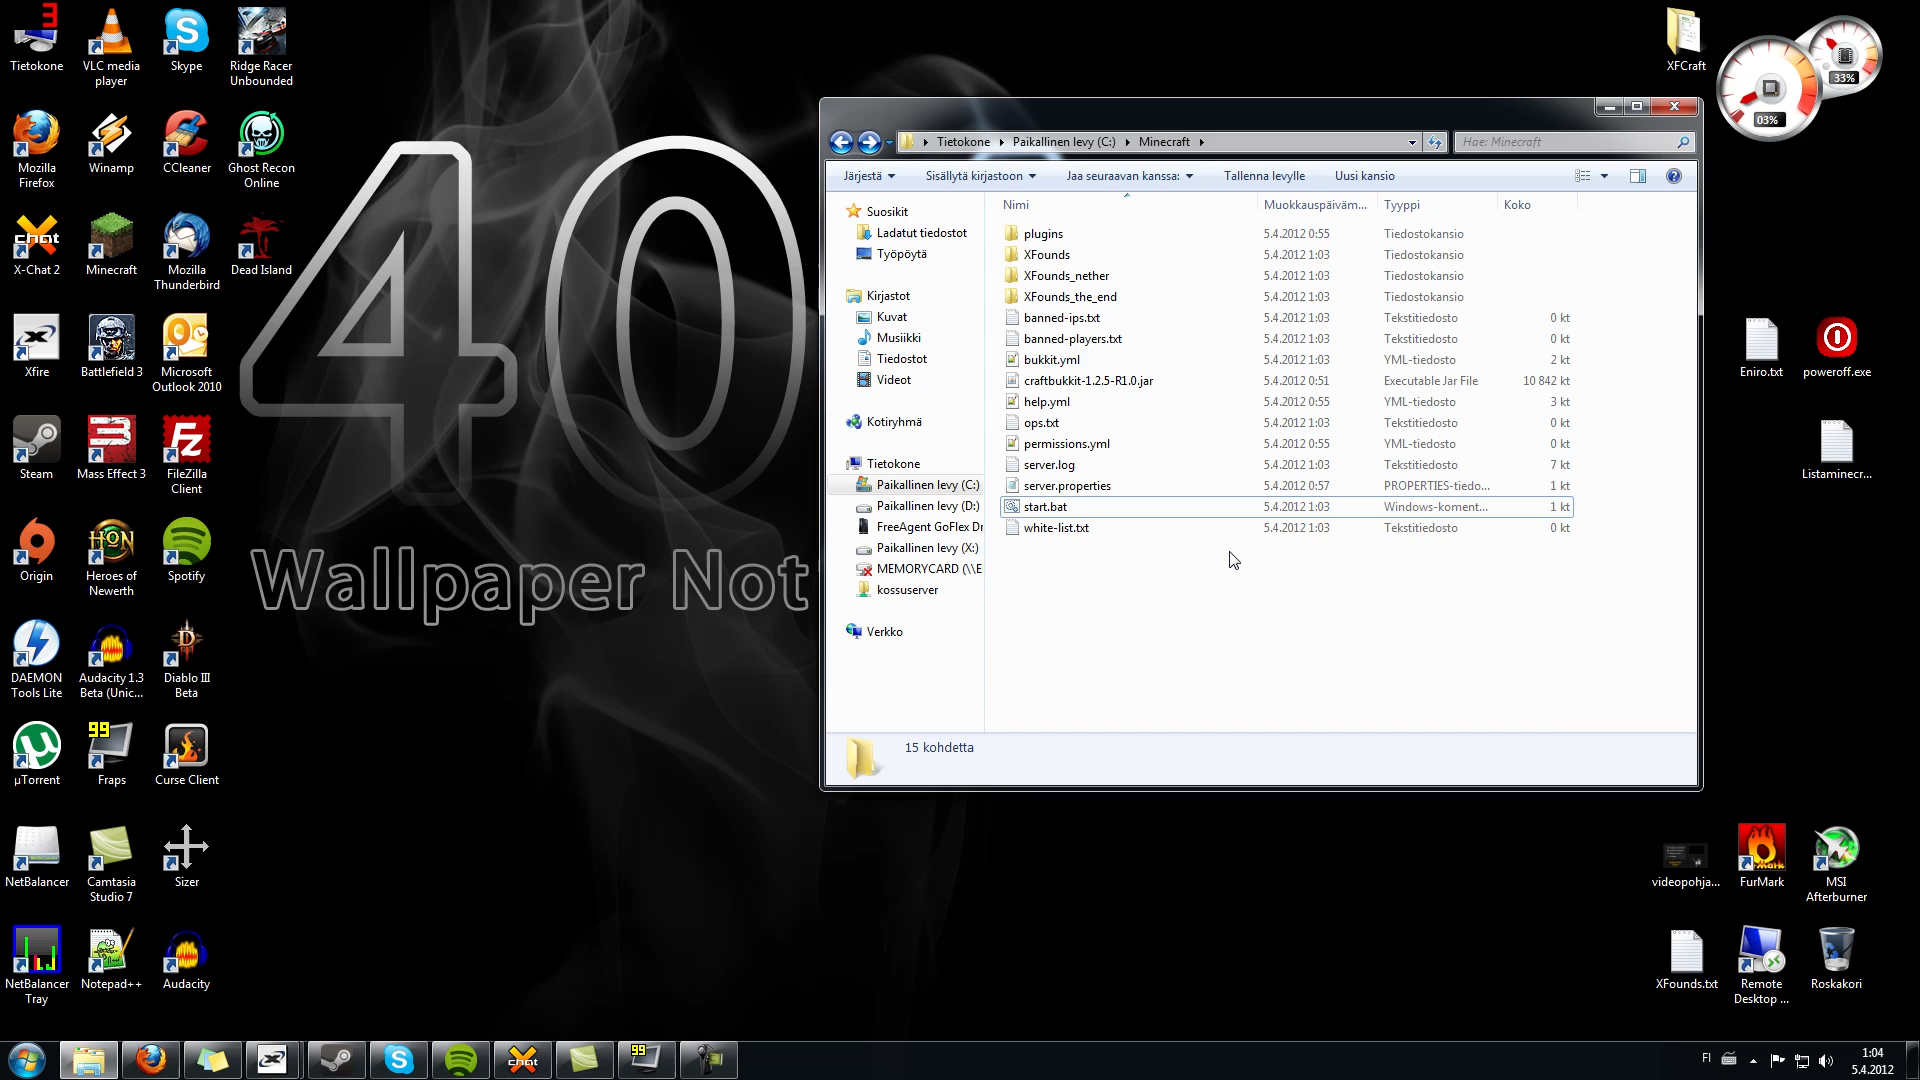 3
Tietokone
VLC media
player
Skype
Ridge Racer
Unbounded
Mozilla
Firefox
Winamp
CCleaner
Ghost Recon
Online
chat
X-Chat 2
Minecraft
Mozilla
Thunderbird
Dead Island
Xfire
Battlefield 3
Microsoft
Outlook 2010
Steam
3
Mass Effect 3
Fz
FileZilla
Client
Origin
HON
Heroes of
Newerth
Spotify
DAEMON
Tools Lite
Audacity 1.3
Beta (Unic...
Diablo III
Beta
µTorrent
99
Fraps
Curse Client
NetBalancer
Camtasia
Studio 7
Sizer
NetBalancer
Tray
Notepad++
Audacity
40
Wallpaper Not
Tietokone
Paikallinen levy (C:)
Minecraft
Hae: Minecraft
Järjestä
Sisällytä kirjastoon
Jaa seuraavan kanssa:
Tallenna levylle
Uusi kansio
Suosikit
Ladatut tiedostot
Työpöytä
Kirjastot
Kuvat
Musiikki
Tiedostot
Videot
Kotiryhmä
Tietokone
Paikallinen levy (C:)
Paikallinen levy (D:)
FreeAgent GoFlex Dr
Paikallinen levy (X:)
MEMORYCARD (\\E
kossuserver
Verkko
Nimi Muokkauspäiväm... Tyyppi Koko
plugins 5.4.2012 0:55 Tiedostokansio
XFounds 5.4.2012 1:03 Tiedostokansio
XFounds_nether 5.4.2012 1:03 Tiedostokansio
XFounds_the_end 5.4.2012 1:03 Tiedostokansio
banned-ips.txt 5.4.2012 1:03 Tekstitiedosto 0 kt
banned-players.txt 5.4.2012 1:03 Tekstitiedosto 0 kt
bukkit.yml 5.4.2012 1:03 YML-tiedosto 2 kt
craftbukkit-1.2.5-R1.0.jar 5.4.2012 0:51 Executable Jar File 10 842 kt
help.yml 5.4.2012 0:55 YML-tiedosto 3 kt
ops.txt 5.4.2012 1:03 Tekstitiedosto 0 kt
permissions.yml 5.4.2012 0:55 YML-tiedosto 0 kt
server.log 5.4.2012 1:03 Tekstitiedosto 7 kt
server.properties 5.4.2012 0:57 PROPERTIES-tiedo... 1 kt
start.bat 5.4.2012 1:03 Windows-koment... 1 kt
white-list.txt 5.4.2012 1:03 Tekstitiedosto 0 kt
15 kohdetta
XFCraft
33%
03%
Eniro.txt
poweroff.exe
Listaminecr...
videopohja...
FurMark
MSI
Afterburner
XFounds.txt
Remote
Desktop ...
Roskakori
chat
99
FI
1:04
5.4.2012